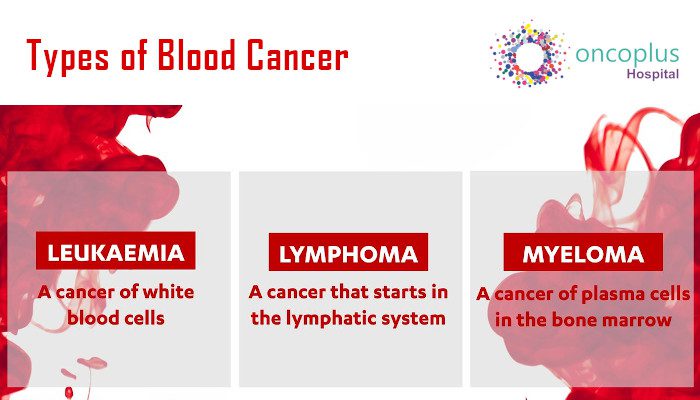 Types of Blood Cancer
oncoplus
Hospital
LEUKAEMIA
A cancer of white
blood cells
LYMPHOMA
A cancer that starts in
the lymphatic system
MYELOMA
A cancer of plasma cells
in the bone marrow